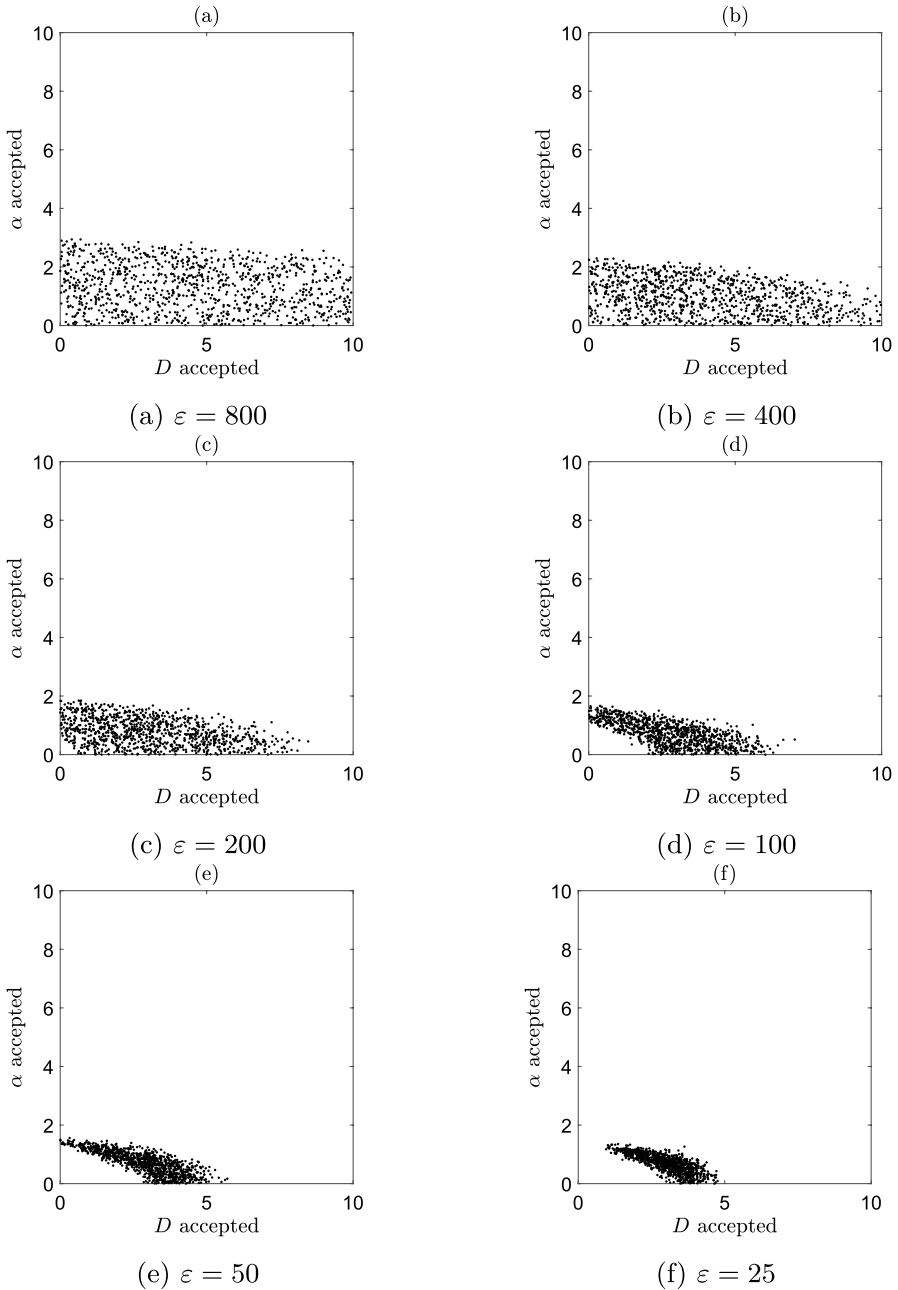 (a)
10
8
6
4
2
0
α accepted
0 5 10
D accepted
(a) ε = 800
(b)
10
8
6
4
2
0
α accepted
0 5 10
D accepted
(b) ε = 400
(c)
10
8
6
4
2
0
α accepted
0 5 10
D accepted
(c) ε = 200
(d)
10
8
6
4
2
0
α accepted
0 5 10
D accepted
(d) ε = 100
(e)
10
8
6
4
2
0
α accepted
0 5 10
D accepted
(e) ε = 50
(f)
10
8
6
4
2
0
α accepted
0 5 10
D accepted
(f) ε = 25